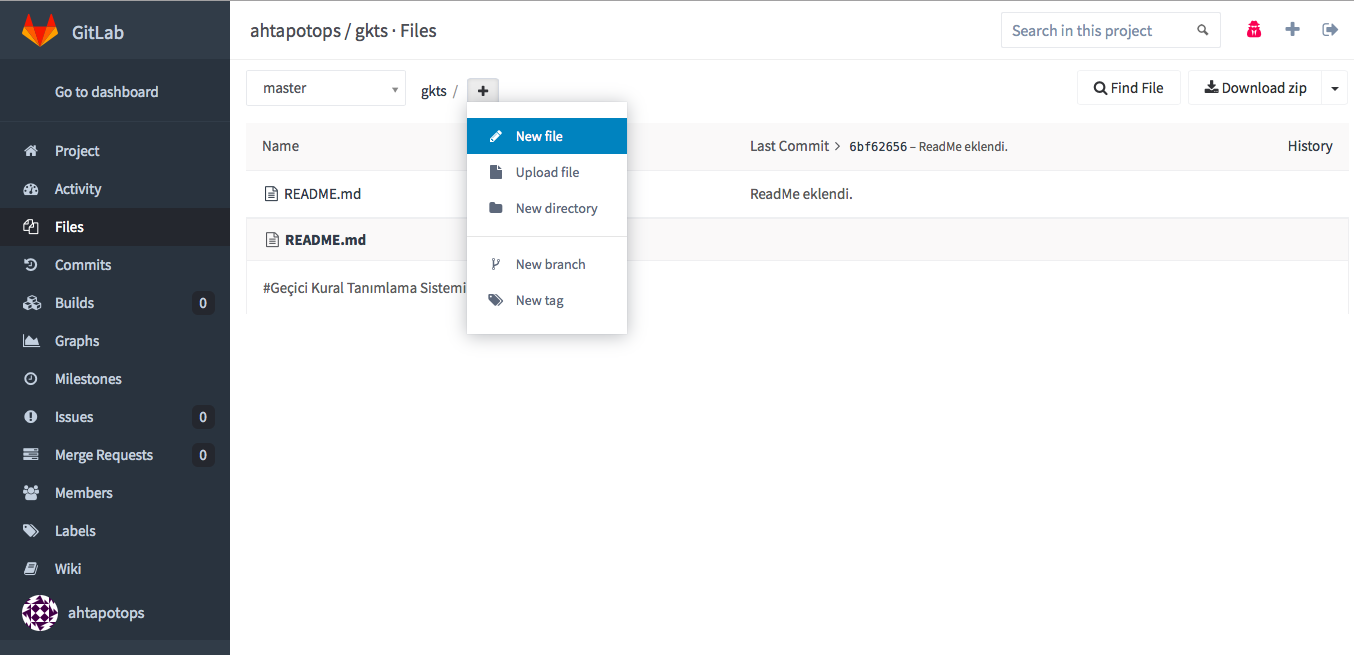 GitLab
Go to dashboard
Project
Activity
Files
Commits
Builds 0
Graphs
Milestones
Issues 0
Merge Requests 0
Members
Labels
Wiki
ahtapotops
ahtapotops / gkts · Files
Search in this project
master
gkts /
Find File
Download zip
New file
Upload file
New directory
New branch
New tag
Name
Last Commit > 6bf62656 – ReadMe eklendi.
History
README.md
ReadMe eklendi.
README.md
#Geçici Kural Tanımlama Sistemi